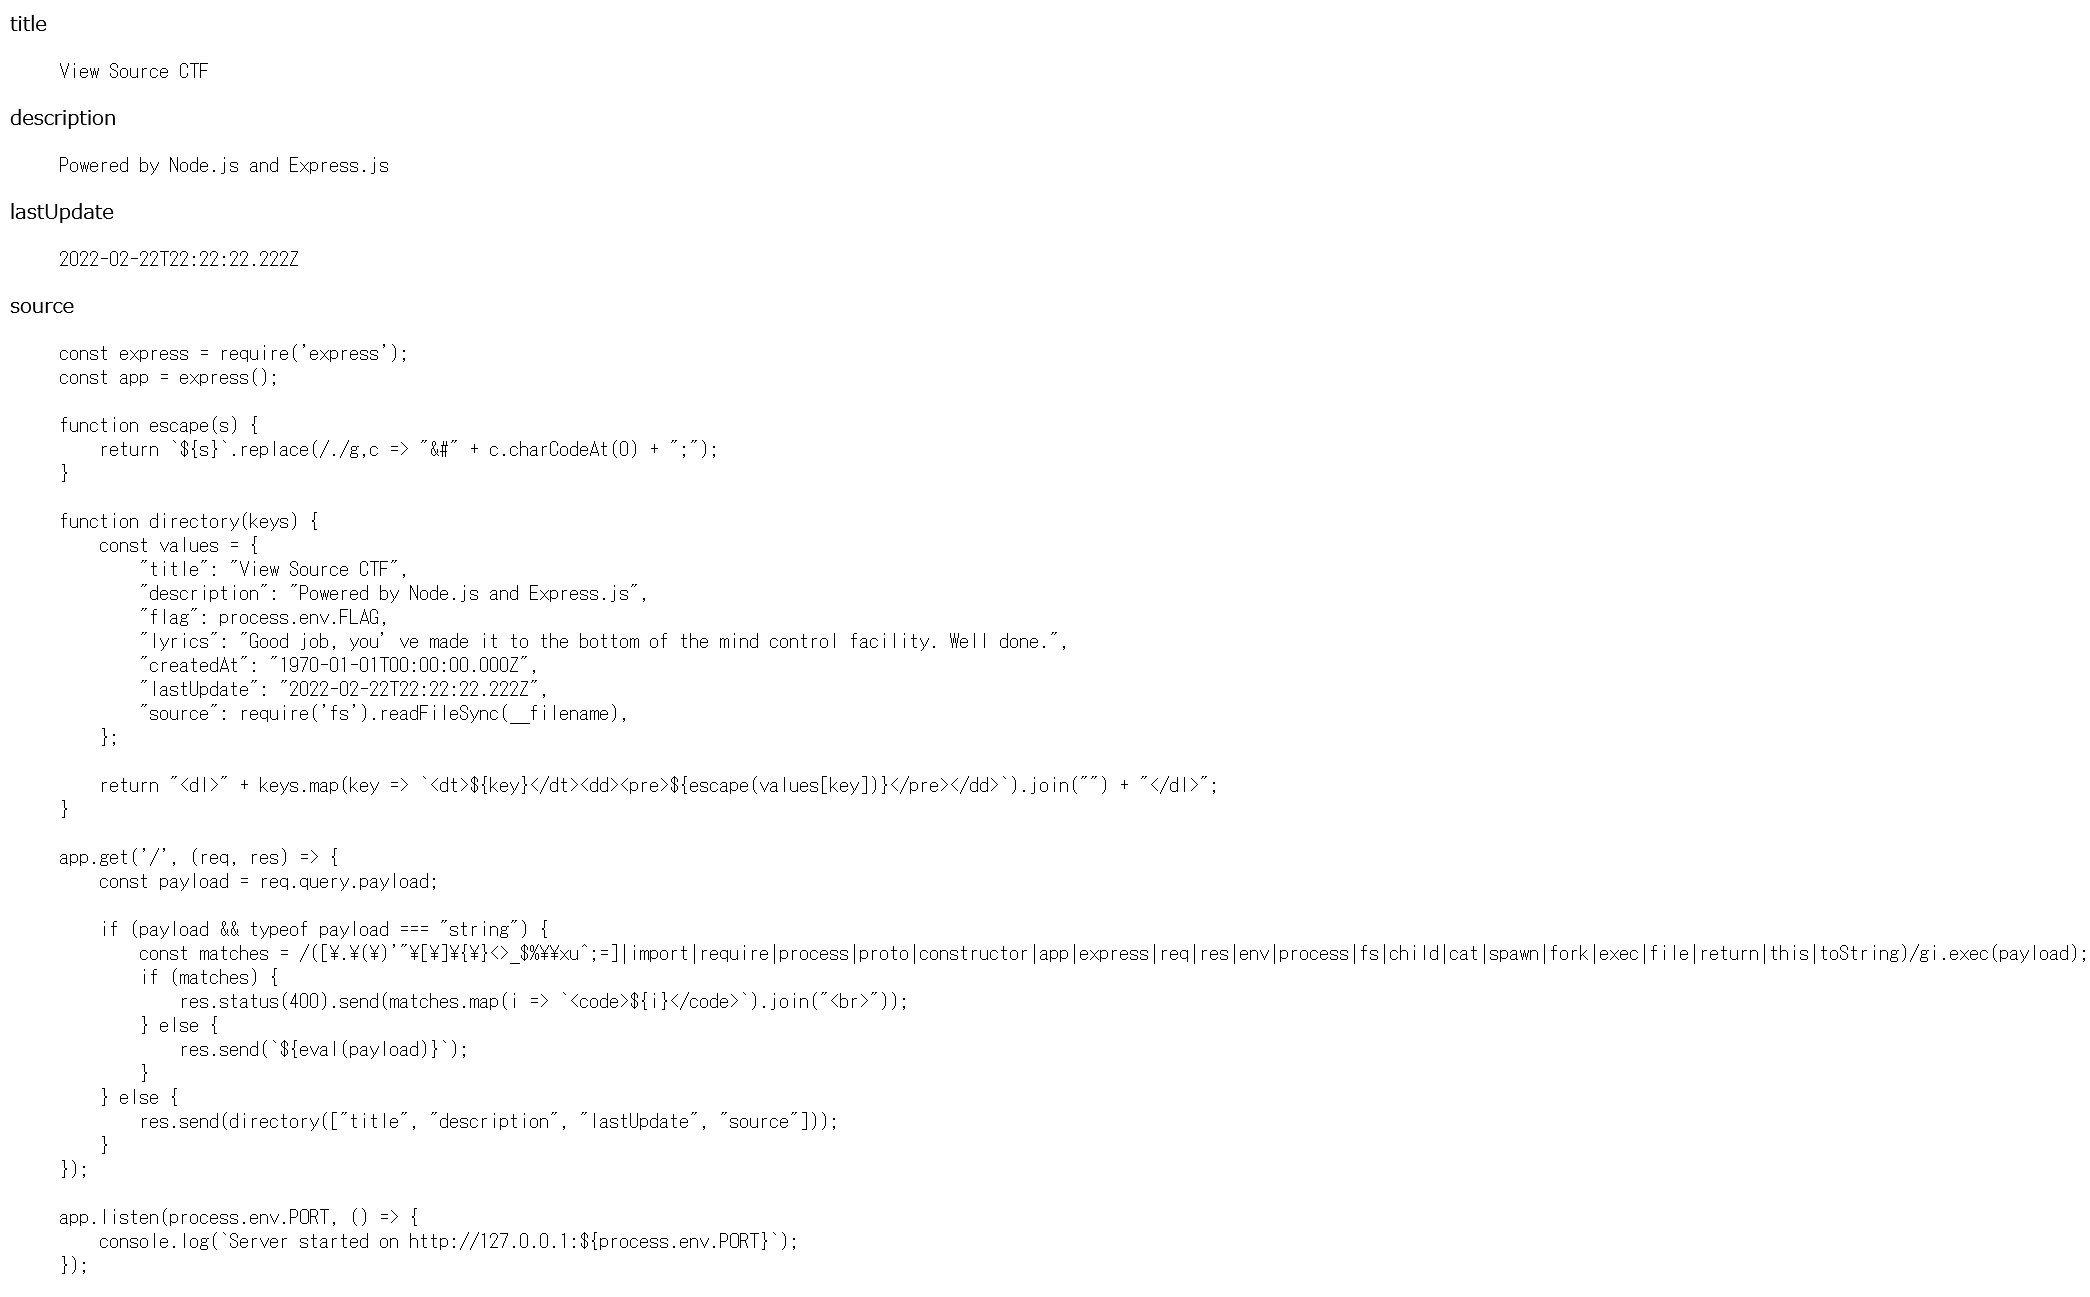 title
View Source CTF
description
Powered by Node.js and Express.js
lastUpdate
2022-02-22T22:22:22.222Z
source
const express = require('express');
const app = express();
function escape(s) {
    return `${s}`.replace(/./g,c => "&#" + c.charCodeAt(0) + ";");
}
function directory(keys) {
    const values = {
        "title": "View Source CTF",
        "description": "Powered by Node.js and Express.js",
        "flag": process.env.FLAG,
        "lyrics": "Good job, you’ve made it to the bottom of the mind control facility. Well done.",
        "createdAt": "1970-01-01T00:00:00.000Z",
        "lastUpdate": "2022-02-22T22:22:22.222Z",
        "source": require('fs').readFileSync(__filename),
    };
    return "<dl>" + keys.map(key => `<dt>${key}</dt><dd><pre>${escape(values[key])}</pre></dd>`).join("") + "</dl>";
}
app.get('/', (req, res) => {
    const payload = req.query.payload;
    if (payload && typeof payload === "string") {
        const matches = /([¥.¥(¥)'"¥[¥]¥{¥}<>_$%¥¥xu^;=]|import|require|process|proto|constructor|app|express|req|res|env|process|fs|child|cat|spawn|fork|exec|file|return|this|toString)/gi.exec(payload);
        if (matches) {
            res.status(400).send(matches.map(i => `<code>${i}</code>`).join("<br>"));
        } else {
            res.send(`${eval(payload)}`);
        }
    } else {
        res.send(directory(["title", "description", "lastUpdate", "source"]));
    }
});
app.listen(process.env.PORT, () => {
    console.log(`Server started on http://127.0.0.1:${process.env.PORT}`);
});